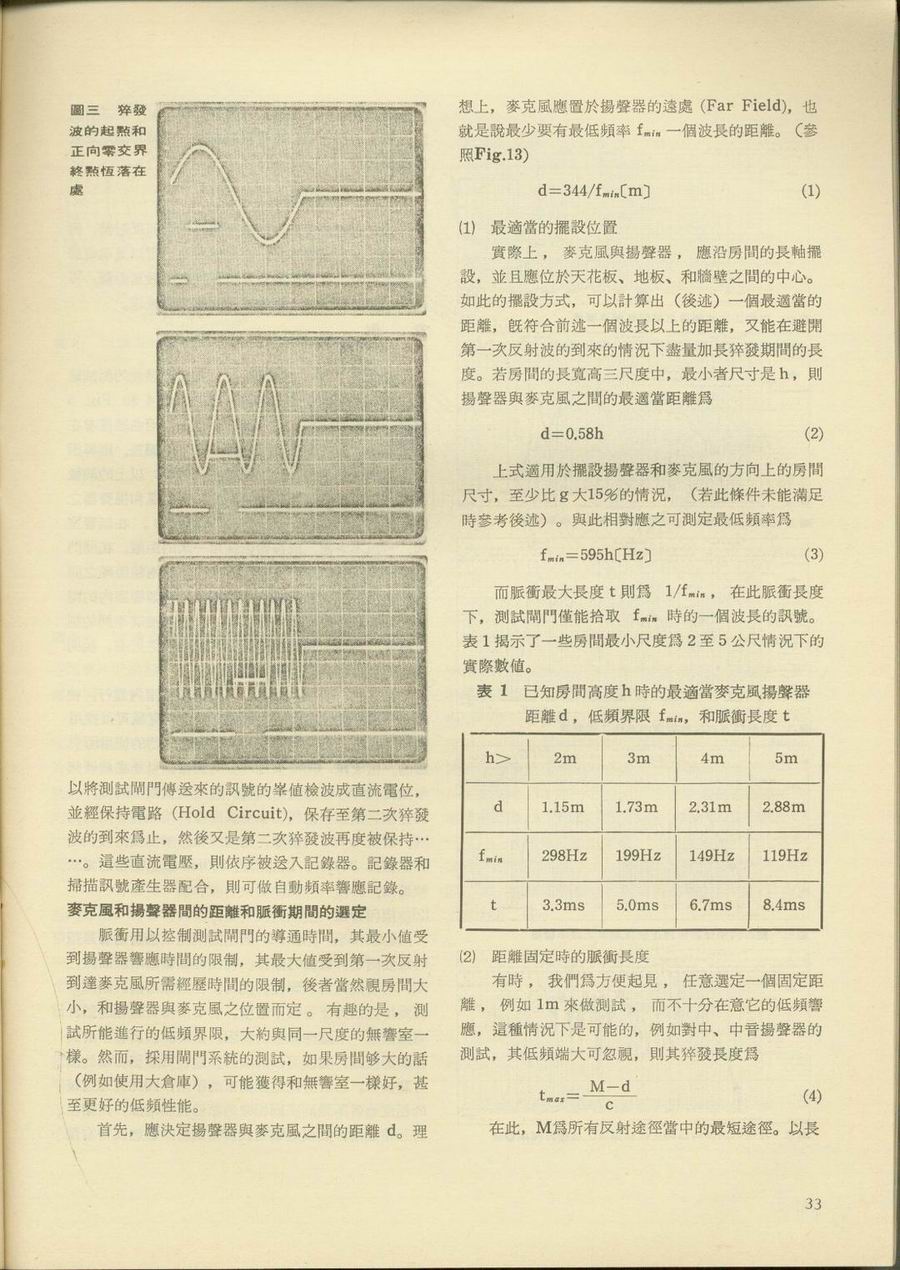 圖三　猝發
波的起點和
正向零交界
終點恆落在
處
以將測試閘門傳送來的訊號的峯值檢波成直流電位，
並經保持電路 (Hold Circuit)，保存至第二次猝發
波的到來爲止，然後又是第二次猝發波再度被保持…
…。這些直流電壓，則依序被送入記錄器。記錄器和
掃描訊號產生器配合，則可做自動頻率響應記錄。
麥克風和揚聲器間的距離和脈衝期間的選定
脈衝用以控制測試閘門的導通時間，其最小値受
到揚聲器響應時間的限制，其最大値受到第一次反射
到達麥克風所需經歷時間的限制，後者當然視房間大
小，和揚聲器與麥克風之位置而定。有趣的是，測
試所能進行的低頻界限，大約與同一尺度的無響室一
樣。然而，採用閘門系統的測試，如果房間够大的話
（例如使用大倉庫），可能獲得和無響室一樣好，甚
至更好的低頻性能。
首先，應決定揚聲器與麥克風之間的距離 d。理
想上，麥克風應置於揚聲器的遠處 (Far Field)，也
就是說最少要有最低頻率 fmin 一個波長的距離。（參
照Fig.13）
d=344/fmin〔m〕 (1)
(1) 最適當的擺設位置
實際上，麥克風與揚聲器，應沿房間的長軸擺
設，並且應位於天花板、地板、和牆壁之間的中心。
如此的擺設方式，可以計算出（後述）一個最適當的
距離，旣符合前述一個波長以上的距離，又能在避開
第一次反射波的到來的情況下盡量加長猝發期間的長
度。若房間的長寬高三尺度中，最小者尺寸是 h，則
揚聲器與麥克風之間的最適當距離爲
d=0.58h (2)
上式適用於擺設揚聲器和麥克風的方向上的房間
尺寸，至少比 g 大15%的情況，（若此條件未能滿足
時參考後述）。與此相對應之可測定最低頻率爲
fmin=595h〔Hz〕 (3)
而脈衝最大長度 t 則爲 1/fmin，在此脈衝長度
下，測試閘門僅能拾取 fmin 時的一個波長的訊號。
表 1 揭示了一些房間最小尺度爲 2 至 5 公尺情況下的
實際數値。
表 1　已知房間高度 h 時的最適當麥克風揚聲器
距離 d，低頻界限 fmin，和脈衝長度 t
h> 2m 3m 4m 5m
d 1.15m 1.73m 2.31m 2.88m
fmin 298Hz 199Hz 149Hz 119Hz
t 3.3ms 5.0ms 6.7ms 8.4ms
(2) 距離固定時的脈衝長度
有時，我們爲方便起見，任意選定一個固定距
離，例如 1m 來做測試，而不十分在意它的低頻響
應，這種情況下是可能的，例如對中、中音揚聲器的
測試，其低頻端大可忽視，則其猝發長度爲
tmax= M—d / c (4)
在此，M爲所有反射途徑當中的最短途徑。以長
33